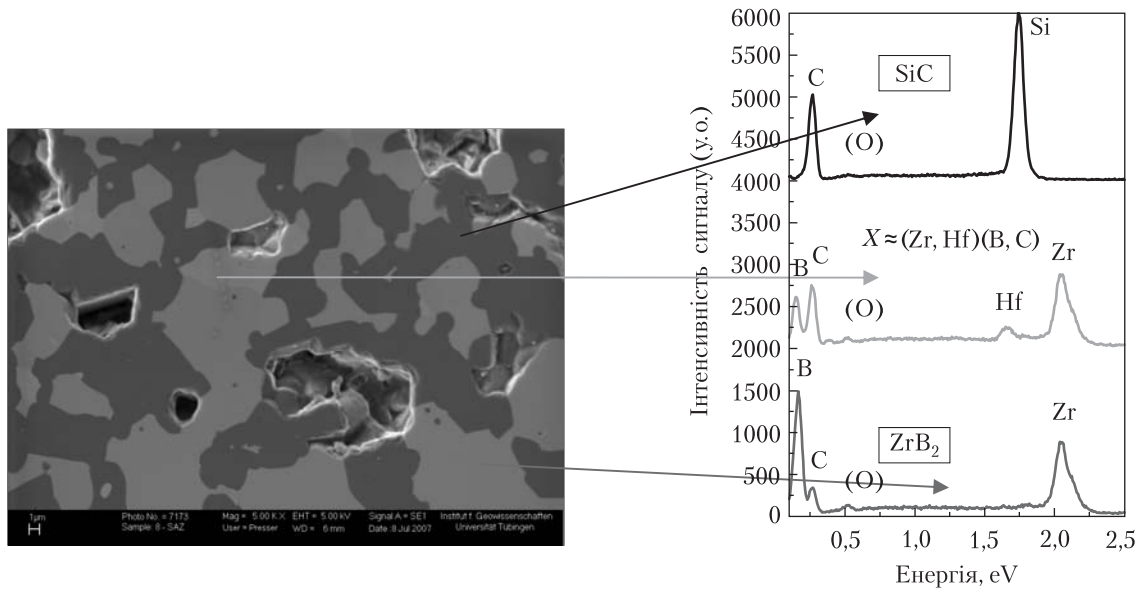 1μm
Photo No. = 7173
Sample: 8 - SAZ
Mag = 5.00 K X
User = Presser
EHT = 5.00 kV
WD = 6 mm
Signal A = SE1
Date :8 Jul 2007
Institut f. Geowissenschaften
Universität Tübingen
Інтенсивність сигналу (у.о.)
6000
5500
5000
4500
4000
3500
3000
2500
2000
1500
1000
500
0
C
(O)
SiC
Si
X ≈ (Zr, Hf)(B, C)
B
C
(O)
Hf
Zr
B
C
(O)
ZrB₂
Zr
0,5
1,0
1,5
2,0
2,5
Енергія, eV